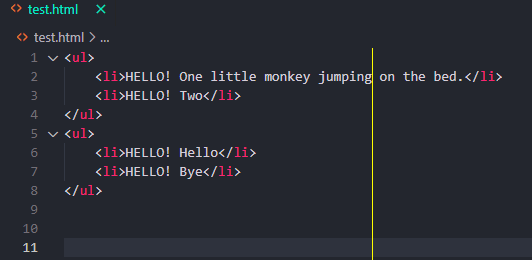 <> test.html ×
<> test.html > ...
1 <ul>
2 <li>HELLO! One little monkey jumping on the bed.</li>
3 <li>HELLO! Two</li>
4 </ul>
5 <ul>
6 <li>HELLO! Hello</li>
7 <li>HELLO! Bye</li>
8 </ul>
9
10
11